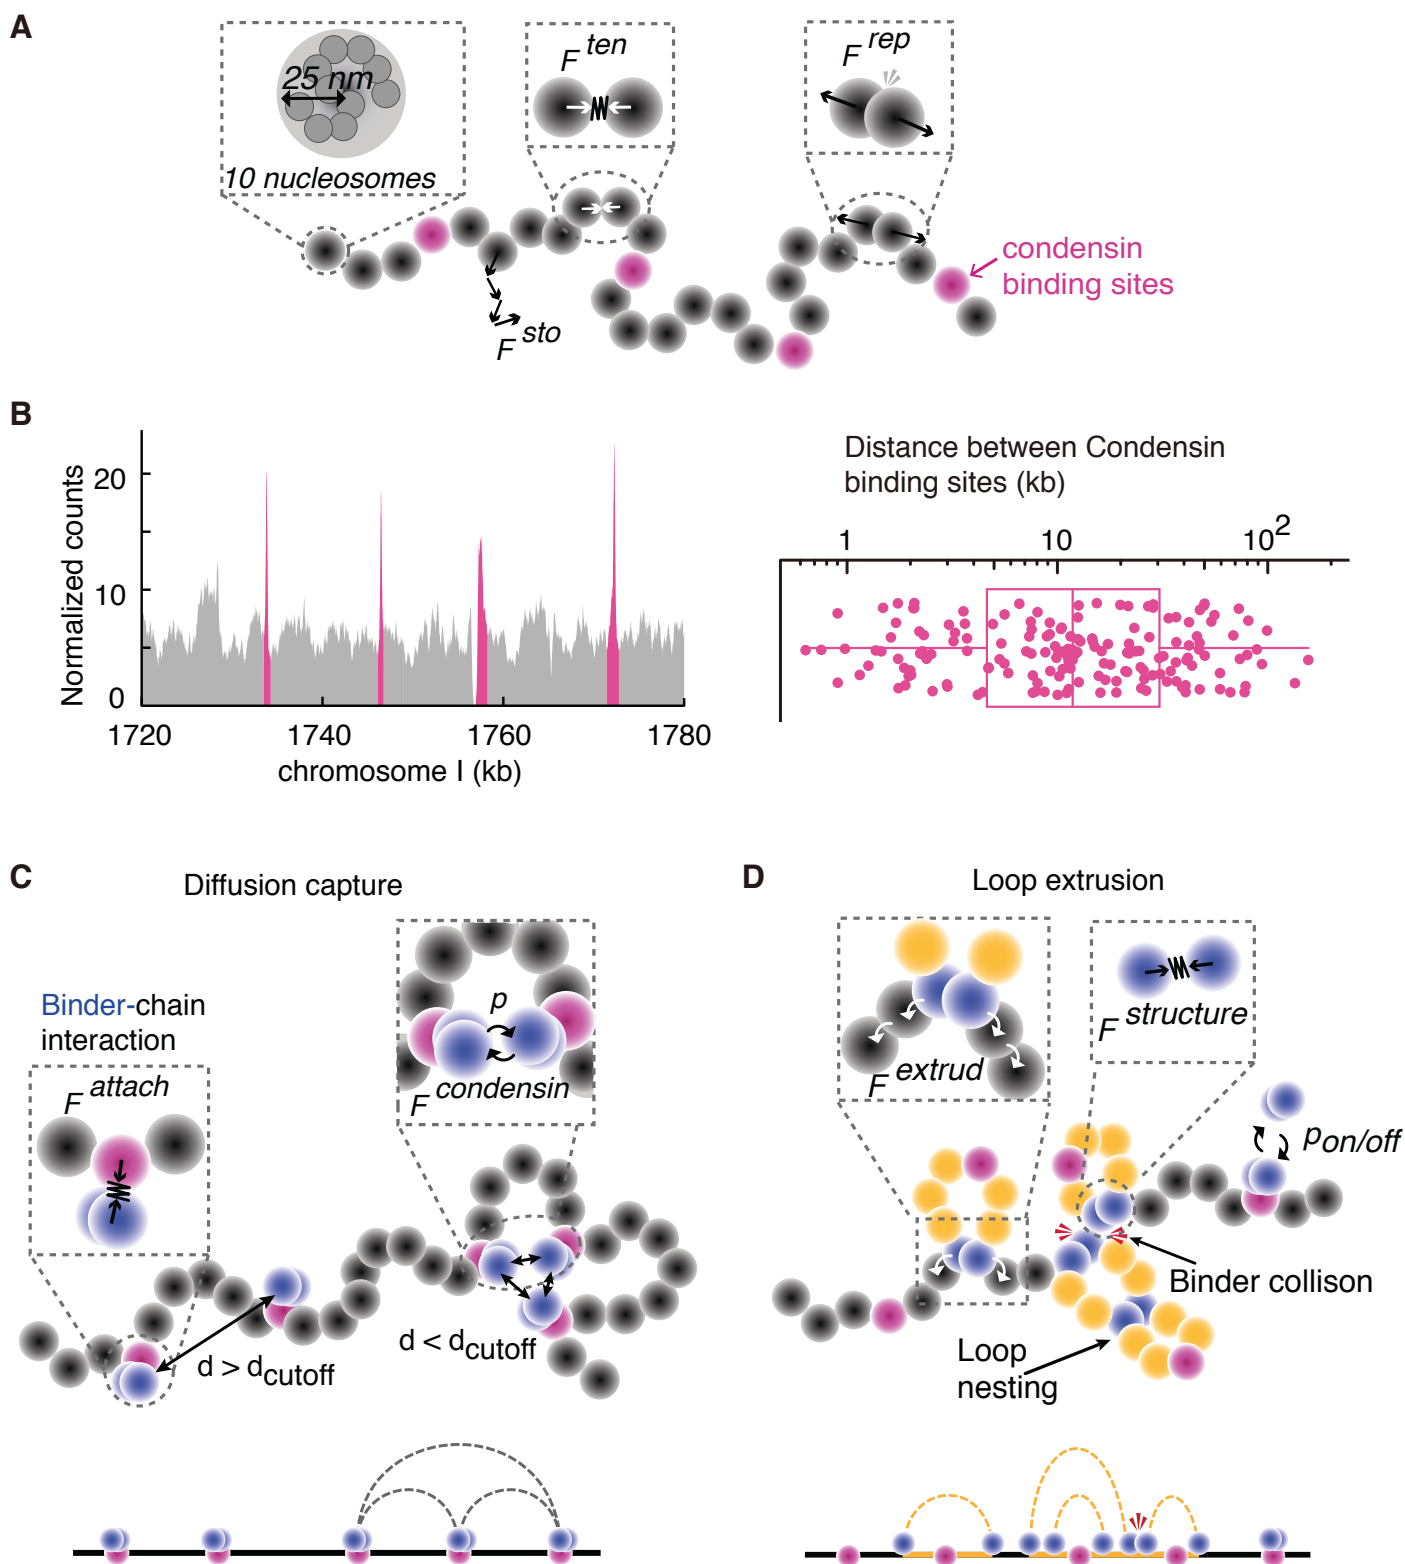 A
25 nm
10 nucleosomes
F ten
F rep
F sto
condensin
binding sites
B
Normalized counts
20
10
0
1720
1740
1760
1780
chromosome I (kb)
Distance between Condensin
binding sites (kb)
1
10
10²
C
Diffusion capture
Binder-chain
interaction
F attach
p
F condensin
d > dcutoff
d < dcutoff
D
Loop extrusion
F extrud
F structure
pon/off
Binder collison
Loop
nesting